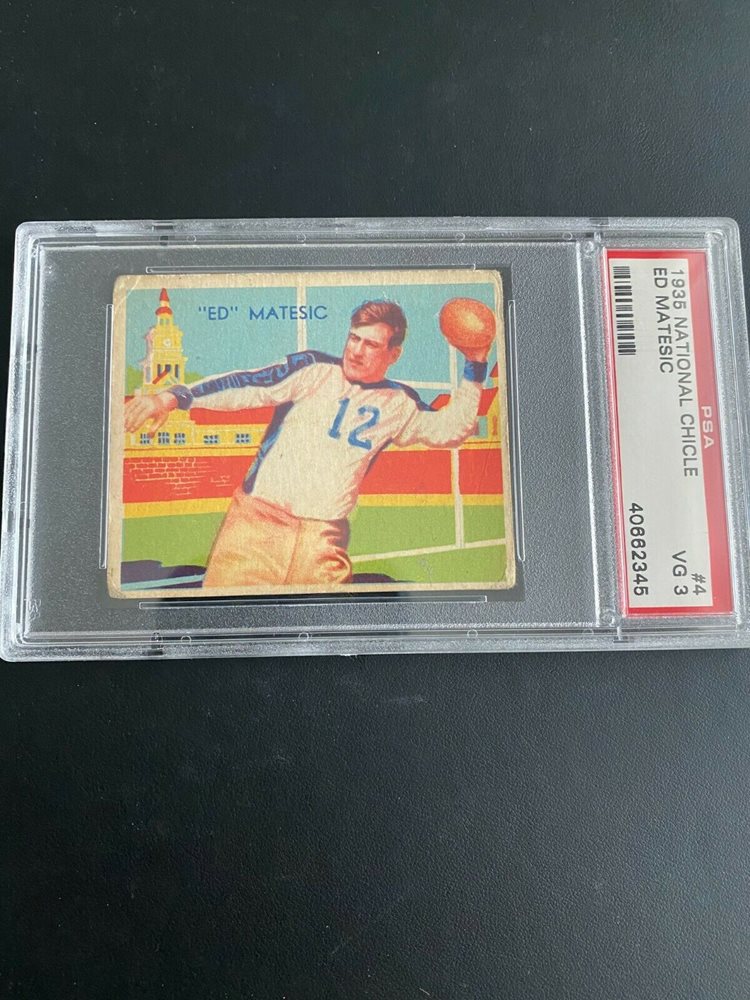 "ED" MATESIC
12
PSA
1935 NATIONAL CHICLE #4
ED MATESIC VG 3
40662345